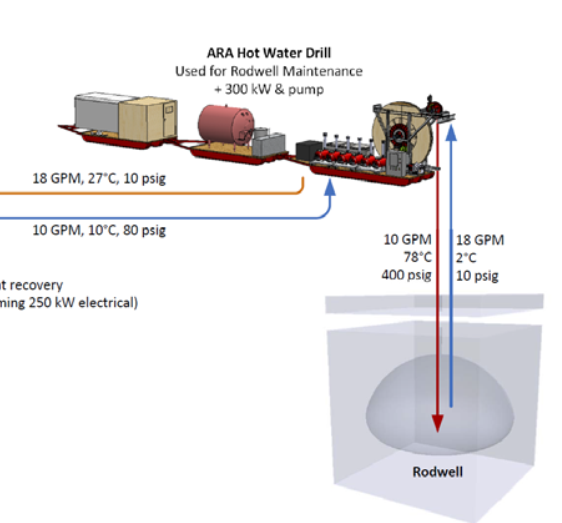 ARA Hot Water Drill
Used for Rodwell Maintenance
+ 300 kW & pump
18 GPM, 27°C, 10 psig
10 GPM, 10°C, 80 psig
10 GPM
78°C
400 psig
18 GPM
2°C
10 psig
t recovery
ming 250 kW electrical)
Rodwell